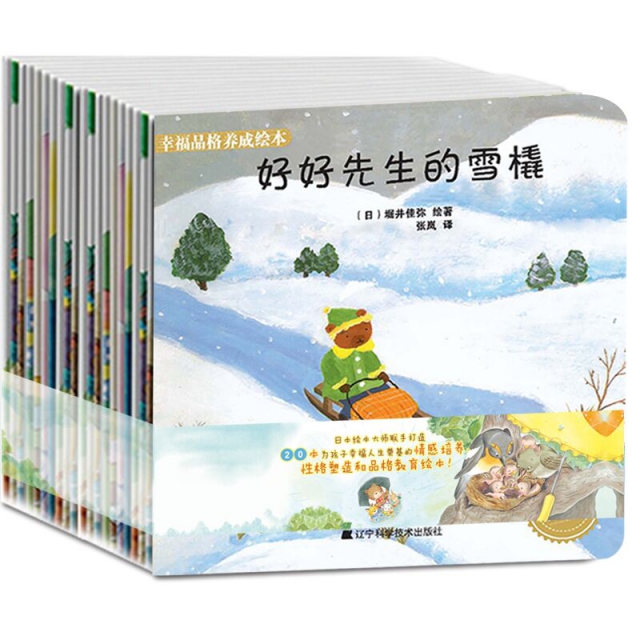 幸福品格养成绘本
好好先生的雪橇
（日）堀井佳弥 绘著
张岚 译
日本绘本大师联手打造
20本为孩子幸福人生奠基的情感培养、
性格塑造和品格教育绘本！
辽宁科学技术出版社